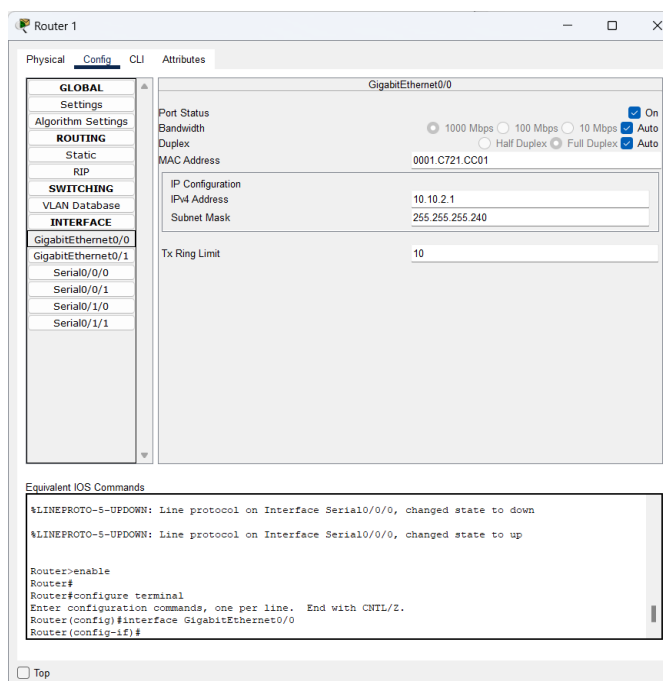 Router 1
Physical Config CLI Attributes
GLOBAL
Settings
Algorithm Settings
ROUTING
Static
RIP
SWITCHING
VLAN Database
INTERFACE
GigabitEthernet0/0
GigabitEthernet0/1
Serial0/0/0
Serial0/0/1
Serial0/1/0
Serial0/1/1
GigabitEthernet0/0
Port Status On
Bandwidth 1000 Mbps 100 Mbps 10 Mbps Auto
Duplex Half Duplex Full Duplex Auto
MAC Address 0001.C721.CC01
IP Configuration
IPv4 Address 10.10.2.1
Subnet Mask 255.255.255.240
Tx Ring Limit 10
Equivalent IOS Commands
%LINEPROTO-5-UPDOWN: Line protocol on Interface Serial0/0/0, changed state to down
%LINEPROTO-5-UPDOWN: Line protocol on Interface Serial0/0/0, changed state to up
Router>enable
Router#
Router#configure terminal
Enter configuration commands, one per line. End with CNTL/Z.
Router(config)#interface GigabitEthernet0/0
Router(config-if)#
Top